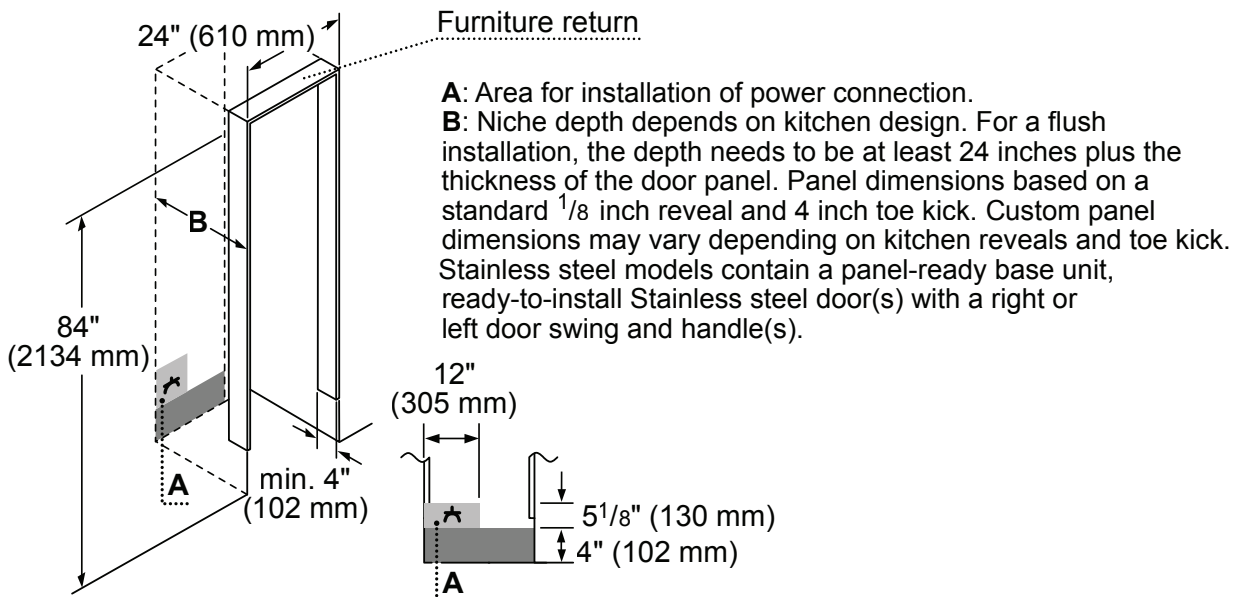 24" (610 mm)
Furniture return
A: Area for installation of power connection.
B: Niche depth depends on kitchen design. For a flush
installation, the depth needs to be at least 24 inches plus the
thickness of the door panel. Panel dimensions based on a
standard 1/8 inch reveal and 4 inch toe kick. Custom panel
dimensions may vary depending on kitchen reveals and toe kick.
Stainless steel models contain a panel-ready base unit,
ready-to-install Stainless steel door(s) with a right or
left door swing and handle(s).
B
84"
(2134 mm)
A
min. 4"
(102 mm)
12"
(305 mm)
51/8" (130 mm)
4" (102 mm)
A